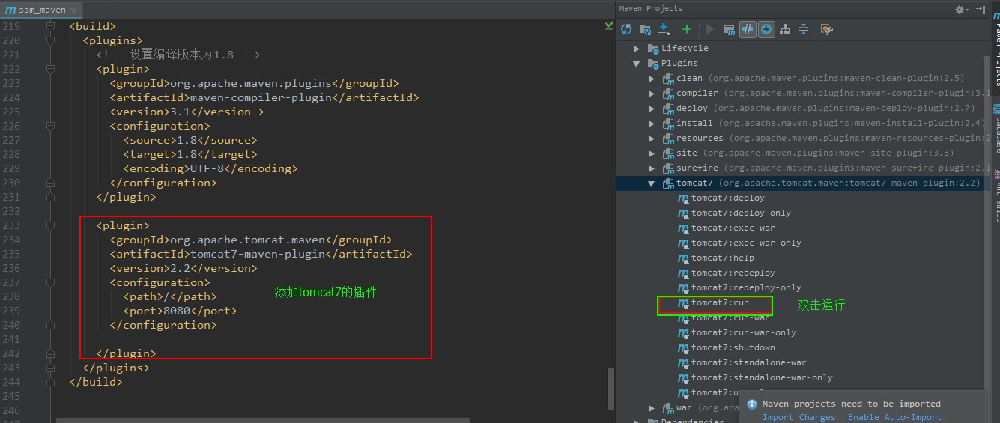 ssm_maven
219 <build>
220 <plugins>
221 <!-- 设置编译版本为1.8 -->
222 <plugin>
223 <groupId>org.apache.maven.plugins</groupId>
224 <artifactId>maven-compiler-plugin</artifactId>
225 <version>3.1</version >
226 <configuration>
227 <source>1.8</source>
228 <target>1.8</target>
229 <encoding>UTF-8</encoding>
230 </configuration>
231 </plugin>
232
233 <plugin>
234 <groupId>org.apache.tomcat.maven</groupId>
235 <artifactId>tomcat7-maven-plugin</artifactId>
236 <version>2.2</version>
237 <configuration>
238 <path>/</path>
239 <port>8080</port>
240 </configuration>
241
242 </plugin>
243 </plugins>
244 </build>
245
246
添加tomcat7的插件
Maven Projects
Lifecycle
Plugins
clean (org.apache.maven.plugins:maven-clean-plugin:2.5)
compiler (org.apache.maven.plugins:maven-compiler-plugin:3.1
deploy (org.apache.maven.plugins:maven-deploy-plugin:2.7)
install (org.apache.maven.plugins:maven-install-plugin:2.4)
resources (org.apache.maven.plugins:maven-resources-plugin:2
site (org.apache.maven.plugins:maven-site-plugin:3.3)
surefire (org.apache.maven.plugins:maven-surefire-plugin:2.1
tomcat7 (org.apache.tomcat.maven:tomcat7-maven-plugin:2.2)
tomcat7:deploy
tomcat7:deploy-only
tomcat7:exec-war
tomcat7:exec-war-only
tomcat7:help
tomcat7:redeploy
tomcat7:redeploy-only
tomcat7:run
双击运行
tomcat7:run-war
tomcat7:run-war-only
tomcat7:shutdown
tomcat7:standalone-war
tomcat7:standalone-war-only
war (org.apa
Dependencies
Maven projects need to be imported
Import Changes Enable Auto-Import
Maven Projects
Database
Ant Build